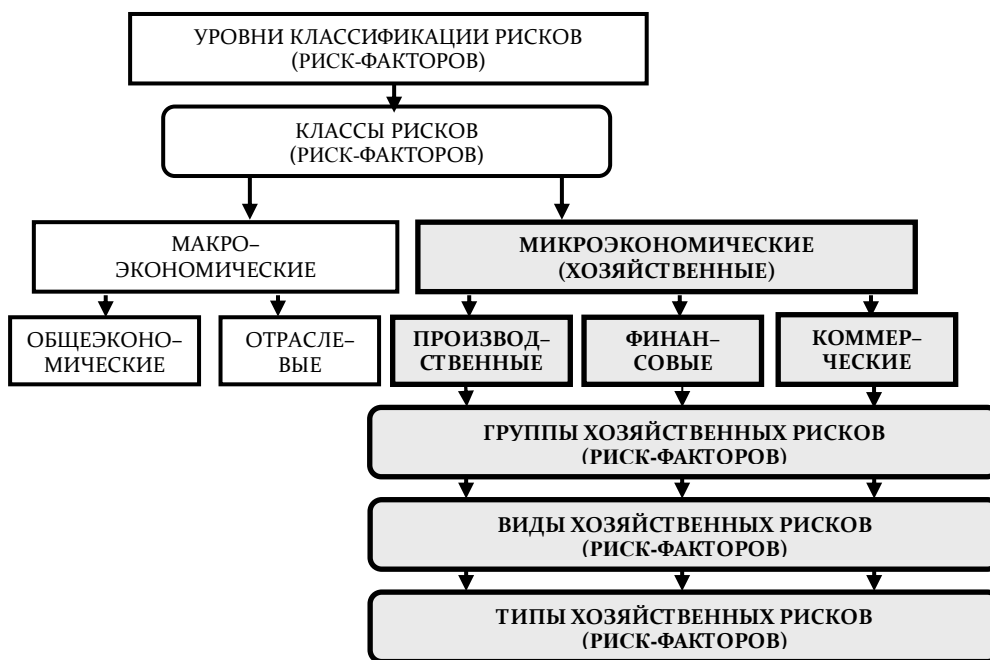 УРОВНИ КЛАССИФИКАЦИИ РИСКОВ
(РИСК-ФАКТОРОВ)
КЛАССЫ РИСКОВ
(РИСК-ФАКТОРОВ)
МАКРО–
ЭКОНОМИЧЕСКИЕ
МИКРОЭКОНОМИЧЕСКИЕ
(ХОЗЯЙСТВЕННЫЕ)
ОБЩЕЭКОНО–
МИЧЕСКИЕ
ОТРАСЛЕ–
ВЫЕ
ПРОИЗВОД–
СТВЕННЫЕ
ФИНАН–
СОВЫЕ
КОММЕР–
ЧЕСКИЕ
ГРУППЫ ХОЗЯЙСТВЕННЫХ РИСКОВ
(РИСК-ФАКТОРОВ)
ВИДЫ ХОЗЯЙСТВЕННЫХ РИСКОВ
(РИСК-ФАКТОРОВ)
ТИПЫ ХОЗЯЙСТВЕННЫХ РИСКОВ
(РИСК-ФАКТОРОВ)